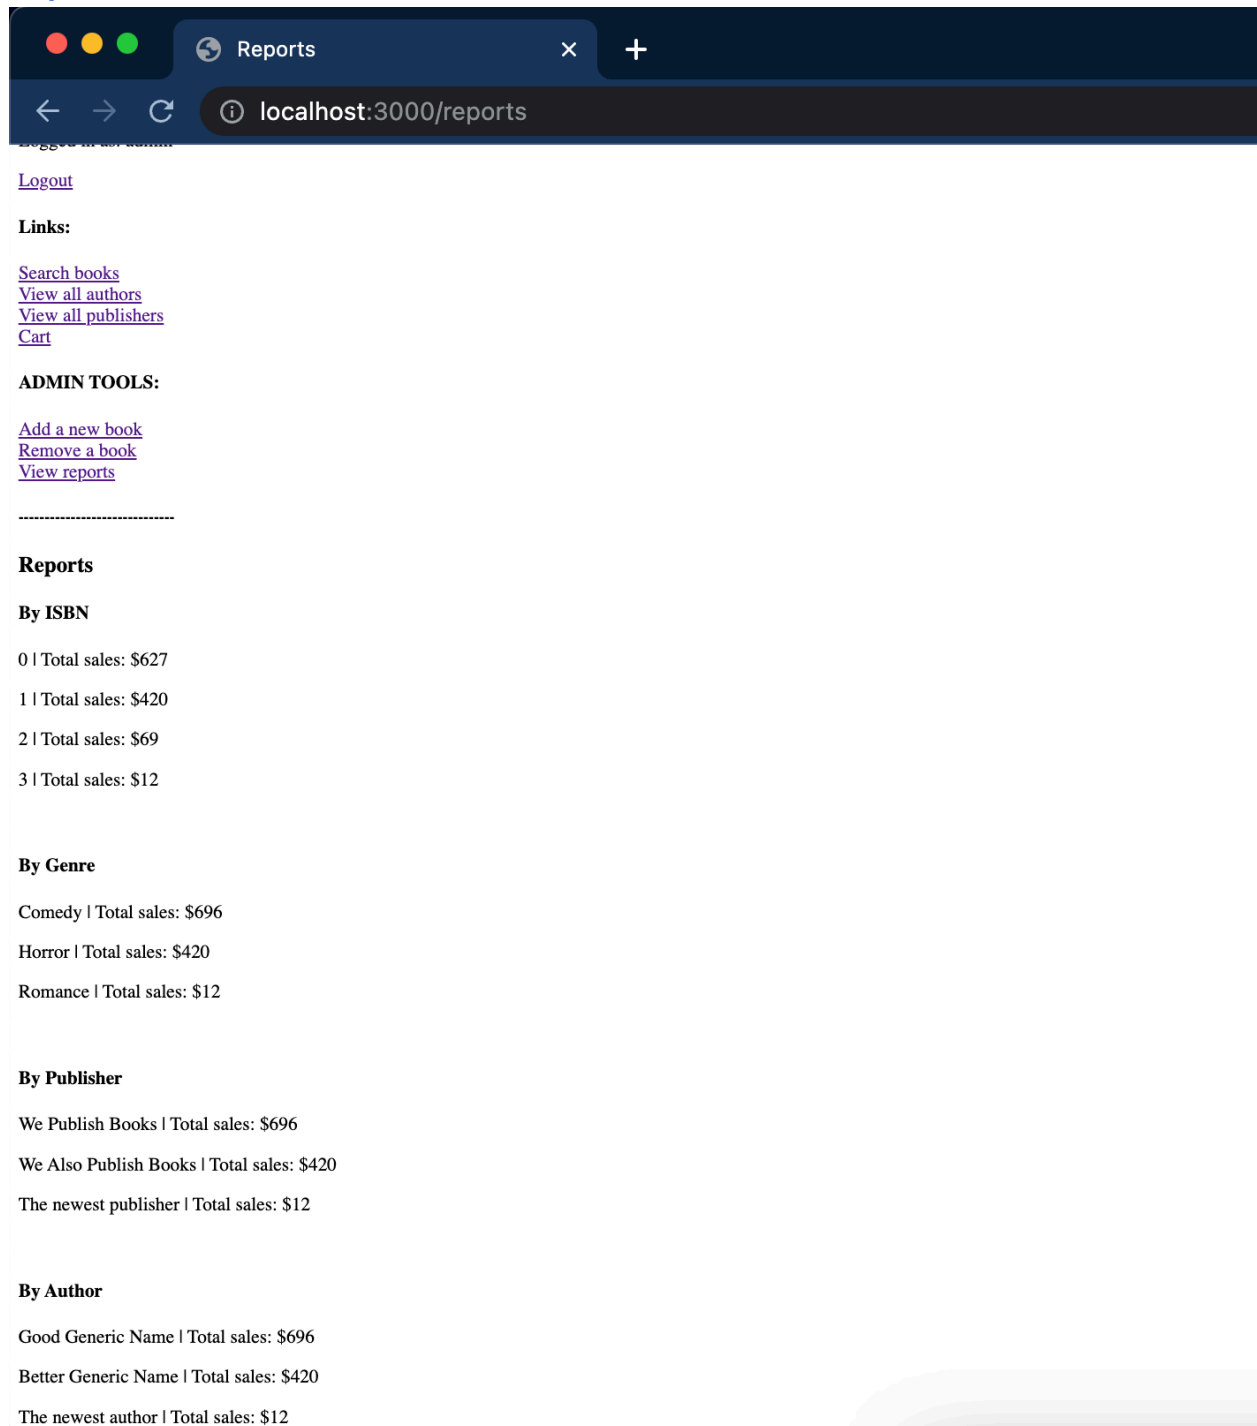 Reports
localhost:3000/reports
Logged in as: admin
Logout
Links:
Search books
View all authors
View all publishers
Cart
ADMIN TOOLS:
Add a new book
Remove a book
View reports
------------------------------
Reports
By ISBN
0 | Total sales: $627
1 | Total sales: $420
2 | Total sales: $69
3 | Total sales: $12
By Genre
Comedy | Total sales: $696
Horror | Total sales: $420
Romance | Total sales: $12
By Publisher
We Publish Books | Total sales: $696
We Also Publish Books | Total sales: $420
The newest publisher | Total sales: $12
By Author
Good Generic Name | Total sales: $696
Better Generic Name | Total sales: $420
The newest author | Total sales: $12